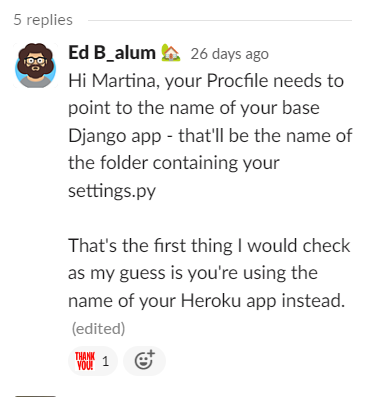 5 replies
Ed B_alum 26 days ago
Hi Martina, your Procfile needs to
point to the name of your base
Django app - that'll be the name of
the folder containing your
settings.py
That's the first thing I would check
as my guess is you're using the
name of your Heroku app instead.
(edited)
THANK YOU! 1